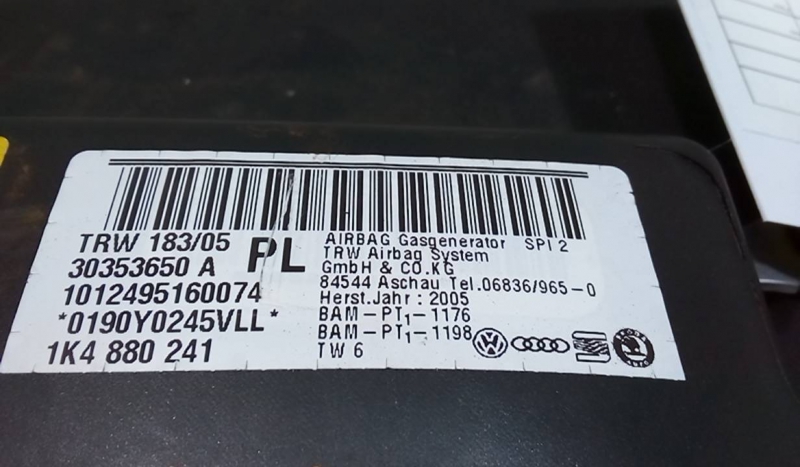 TRW 183/05
30353650 A
1012495160074
*0190Y0245VLL*
1K4 880 241
PL
AIRBAG Gasgenerator SPI 2
TRW Airbag System
GmbH & CO.KG
84544 Aschau Tel.06836/965-0
Herst.Jahr : 2005
BAM-PT₁-1176
BAM-PT₁-1198
TW 6